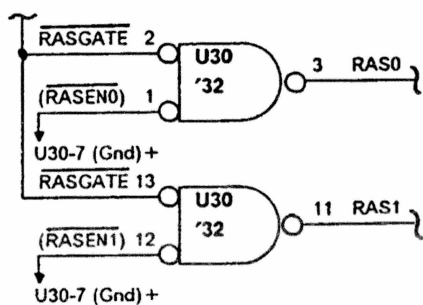 RASGATE 2
U30
'32
3 RAS0
(RASEN0) 1
U30-7 (Gnd)+
RASGATE 13
U30
'32
11 RAS1
(RASEN1) 12
U30-7 (Gnd)+